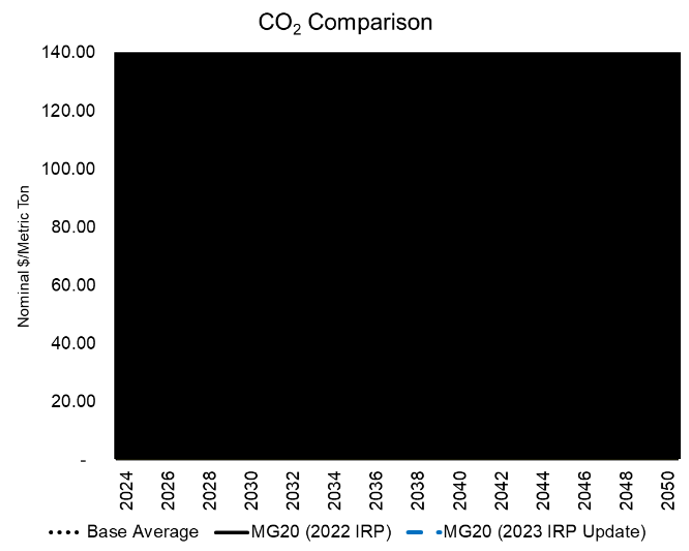 CO₂ Comparison
140.00
120.00
100.00
80.00
60.00
40.00
20.00
-
Nominal $/Metric Ton
2024 2026 2028 2030 2032 2034 2036 2038 2040 2042 2044 2046 2048 2050
Base Average MG20 (2022 IRP) MG20 (2023 IRP Update)